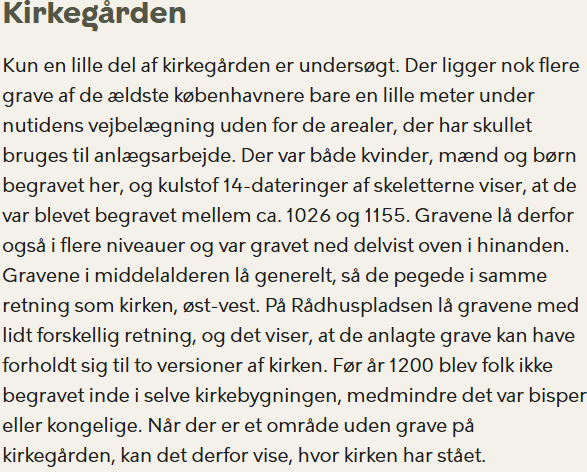 Kirkegården
Kun en lille del af kirkegården er undersøgt. Der ligger nok flere
grave af de ældste københavnere bare en lille meter under
nutidens vejbelægning uden for de arealer, der har skullet
bruges til anlægsarbejde. Der var både kvinder, mænd og børn
begravet her, og kulstof 14-dateringer af skeletterne viser, at de
var blevet begravet mellem ca. 1026 og 1155. Gravene lå derfor
også i flere niveauer og var gravet ned delvist oven i hinanden.
Gravene i middelalderen lå generelt, så de pegede i samme
retning som kirken, øst-vest. På Rådhuspladsen lå gravene med
lidt forskellig retning, og det viser, at de anlagte grave kan have
forholdt sig til to versioner af kirken. Før år 1200 blev folk ikke
begravet inde i selve kirkebygningen, medmindre det var bisper
eller kongelige. Når der er et område uden grave på
kirkegården, kan det derfor vise, hvor kirken har stået.